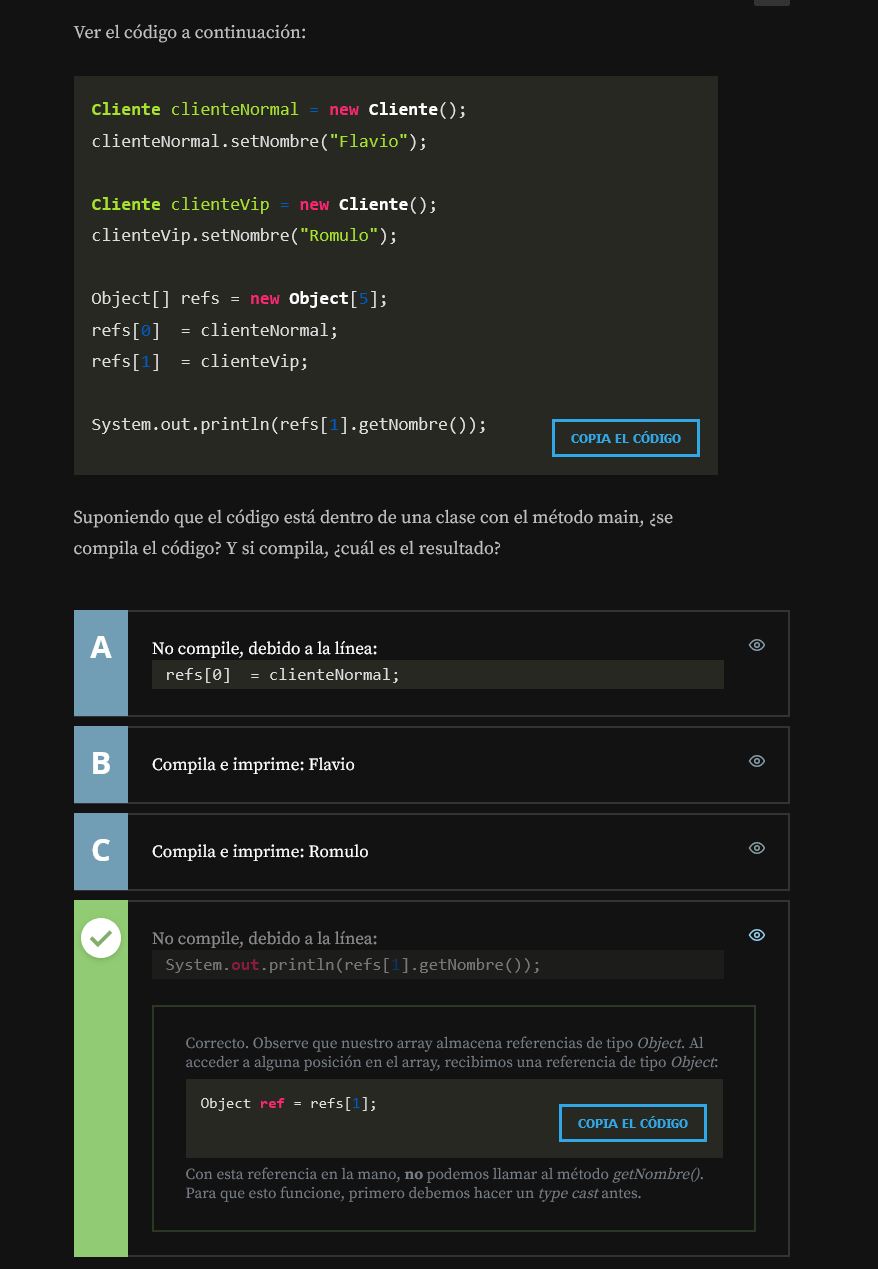 Ver el código a continuación:
Cliente clienteNormal = new Cliente();
clienteNormal.setNombre("Flavio");
Cliente clienteVip = new Cliente();
clienteVip.setNombre("Romulo");
Object[] refs = new Object[5];
refs[0]  = clienteNormal;
refs[1]  = clienteVip;
System.out.println(refs[1].getNombre());
COPIA EL CÓDIGO
Suponiendo que el código está dentro de una clase con el método main, ¿se
compila el código? Y si compila, ¿cuál es el resultado?
A
No compile, debido a la línea:
refs[0]  = clienteNormal;
B
Compila e imprime: Flavio
C
Compila e imprime: Romulo
No compile, debido a la línea:
System.out.println(refs[1].getNombre());
Correcto. Observe que nuestro array almacena referencias de tipo Object. Al
acceder a alguna posición en el array, recibimos una referencia de tipo Object:
Object ref = refs[1];
COPIA EL CÓDIGO
Con esta referencia en la mano, no podemos llamar al método getNombre().
Para que esto funcione, primero debemos hacer un type cast antes.